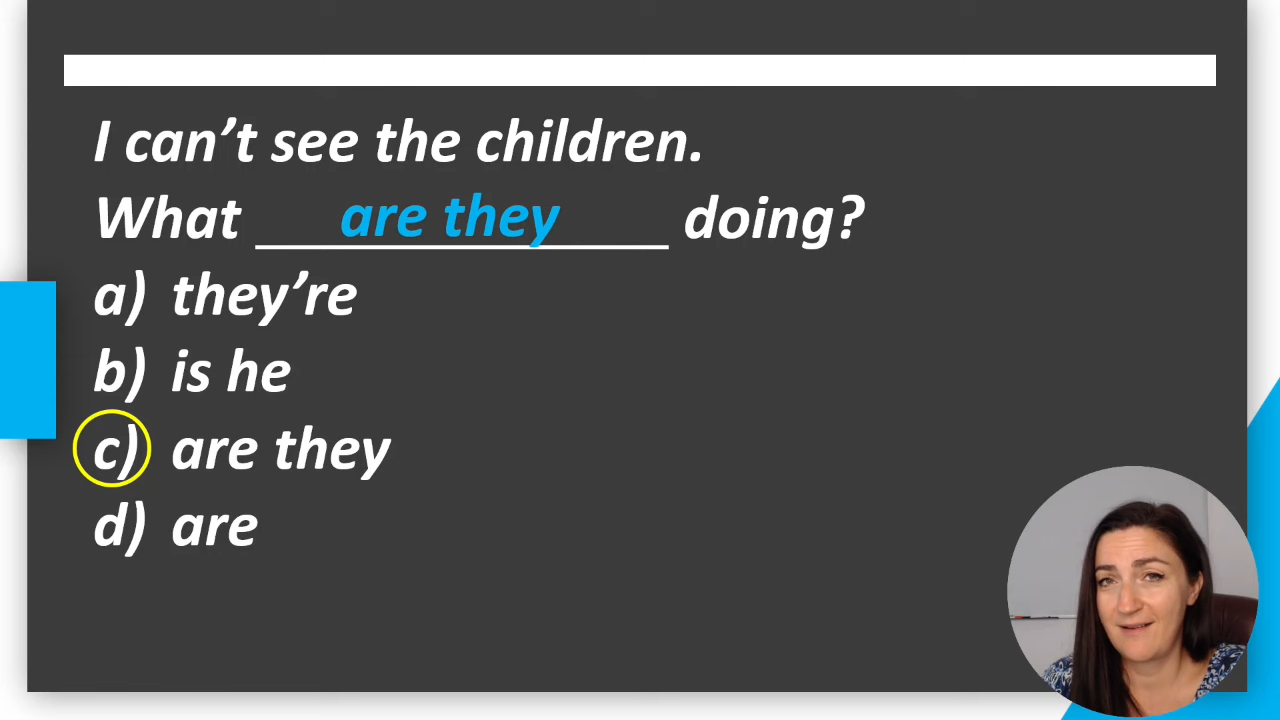 I can’t see the children.
What are they doing?
a) they’re
b) is he
c) are they
d) are